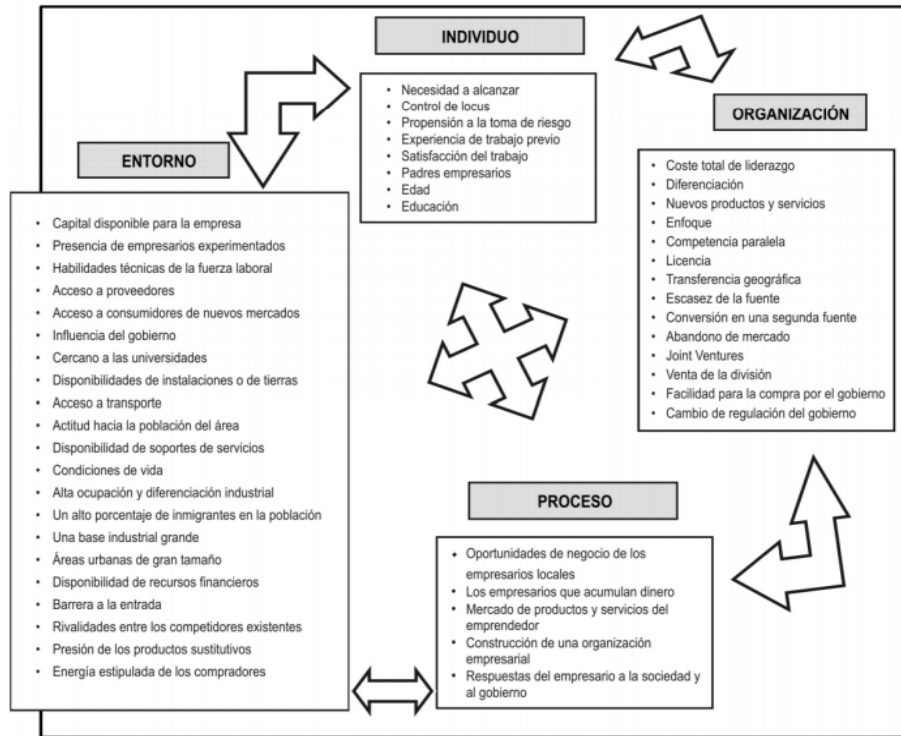 INDIVIDUO
• Necesidad a alcanzar
• Control de locus
• Propensión a la toma de riesgo
• Experiencia de trabajo previo
• Satisfacción del trabajo
• Padres empresarios
• Edad
• Educación
ORGANIZACIÓN
• Coste total de liderazgo
• Diferenciación
• Nuevos productos y servicios
• Enfoque
• Competencia paralela
• Licencia
• Transferencia geográfica
• Escasez de la fuente
• Conversión en una segunda fuente
• Abandono de mercado
• Joint Ventures
• Venta de la división
• Facilidad para la compra por el gobierno
• Cambio de regulación del gobierno
ENTORNO
• Capital disponible para la empresa
• Presencia de empresarios experimentados
• Habilidades técnicas de la fuerza laboral
• Acceso a proveedores
• Acceso a consumidores de nuevos mercados
• Influencia del gobierno
• Cercano a las universidades
• Disponibilidades de instalaciones o de tierras
• Acceso a transporte
• Actitud hacia la población del área
• Disponibilidad de soportes de servicios
• Condiciones de vida
• Alta ocupación y diferenciación industrial
• Un alto porcentaje de inmigrantes en la población
• Una base industrial grande
• Áreas urbanas de gran tamaño
• Disponibilidad de recursos financieros
• Barrera a la entrada
• Rivalidades entre los competidores existentes
• Presión de los productos sustitutivos
• Energía estipulada de los compradores
PROCESO
• Oportunidades de negocio de los
empresarios locales
• Los empresarios que acumulan dinero
• Mercado de productos y servicios del
emprendedor
• Construcción de una organización
empresarial
• Respuestas del empresario a la sociedad y
al gobierno